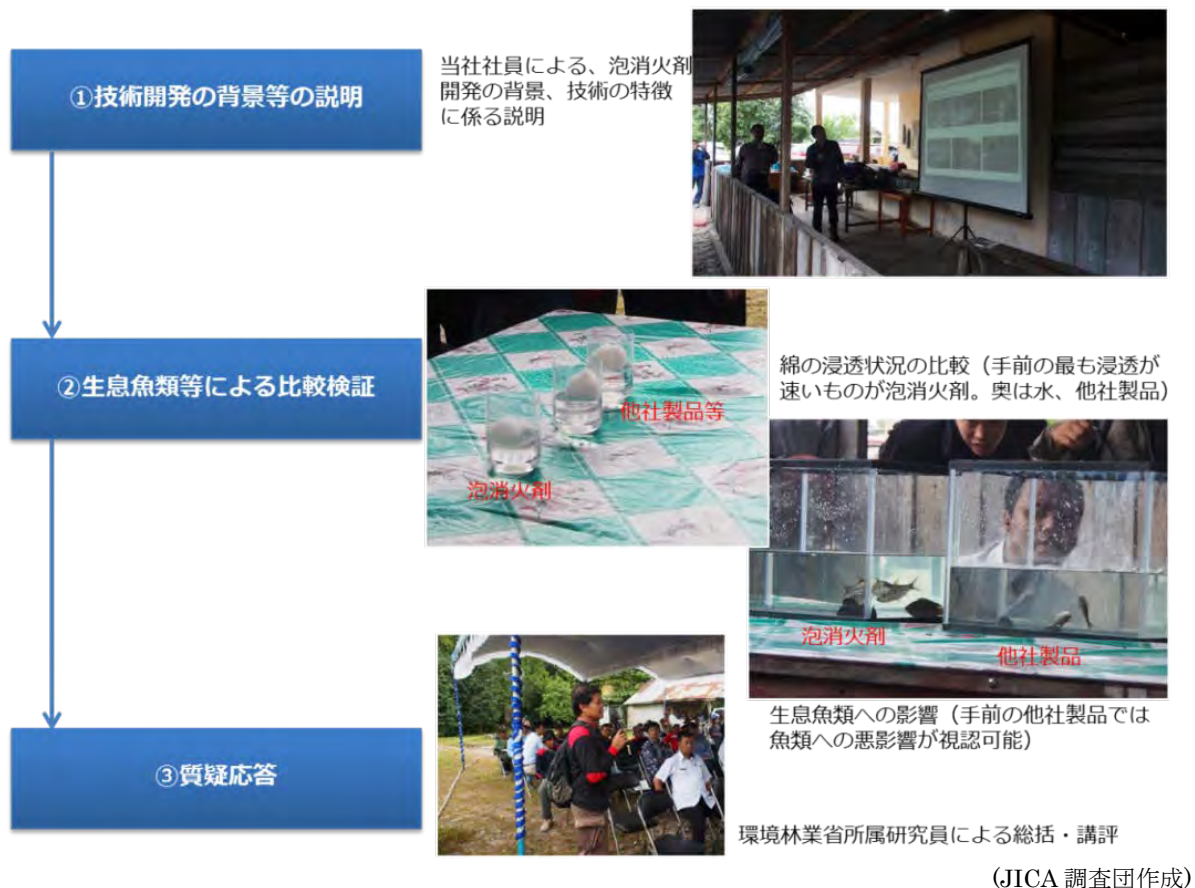 ①技術開発の背景等の説明
当社社員による、泡消火剤
開発の背景、技術の特徴
に係る説明
②生息魚類等による比較検証
他社製品等
泡消火剤
綿の浸透状況の比較（手前の最も浸透が
速いものが泡消火剤。奥は水、他社製品）
泡消火剤
他社製品
生息魚類への影響（手前の他社製品では
魚類への悪影響が視認可能）
③質疑応答
環境林業省所属研究員による総括・講評
(JICA 調査団作成)